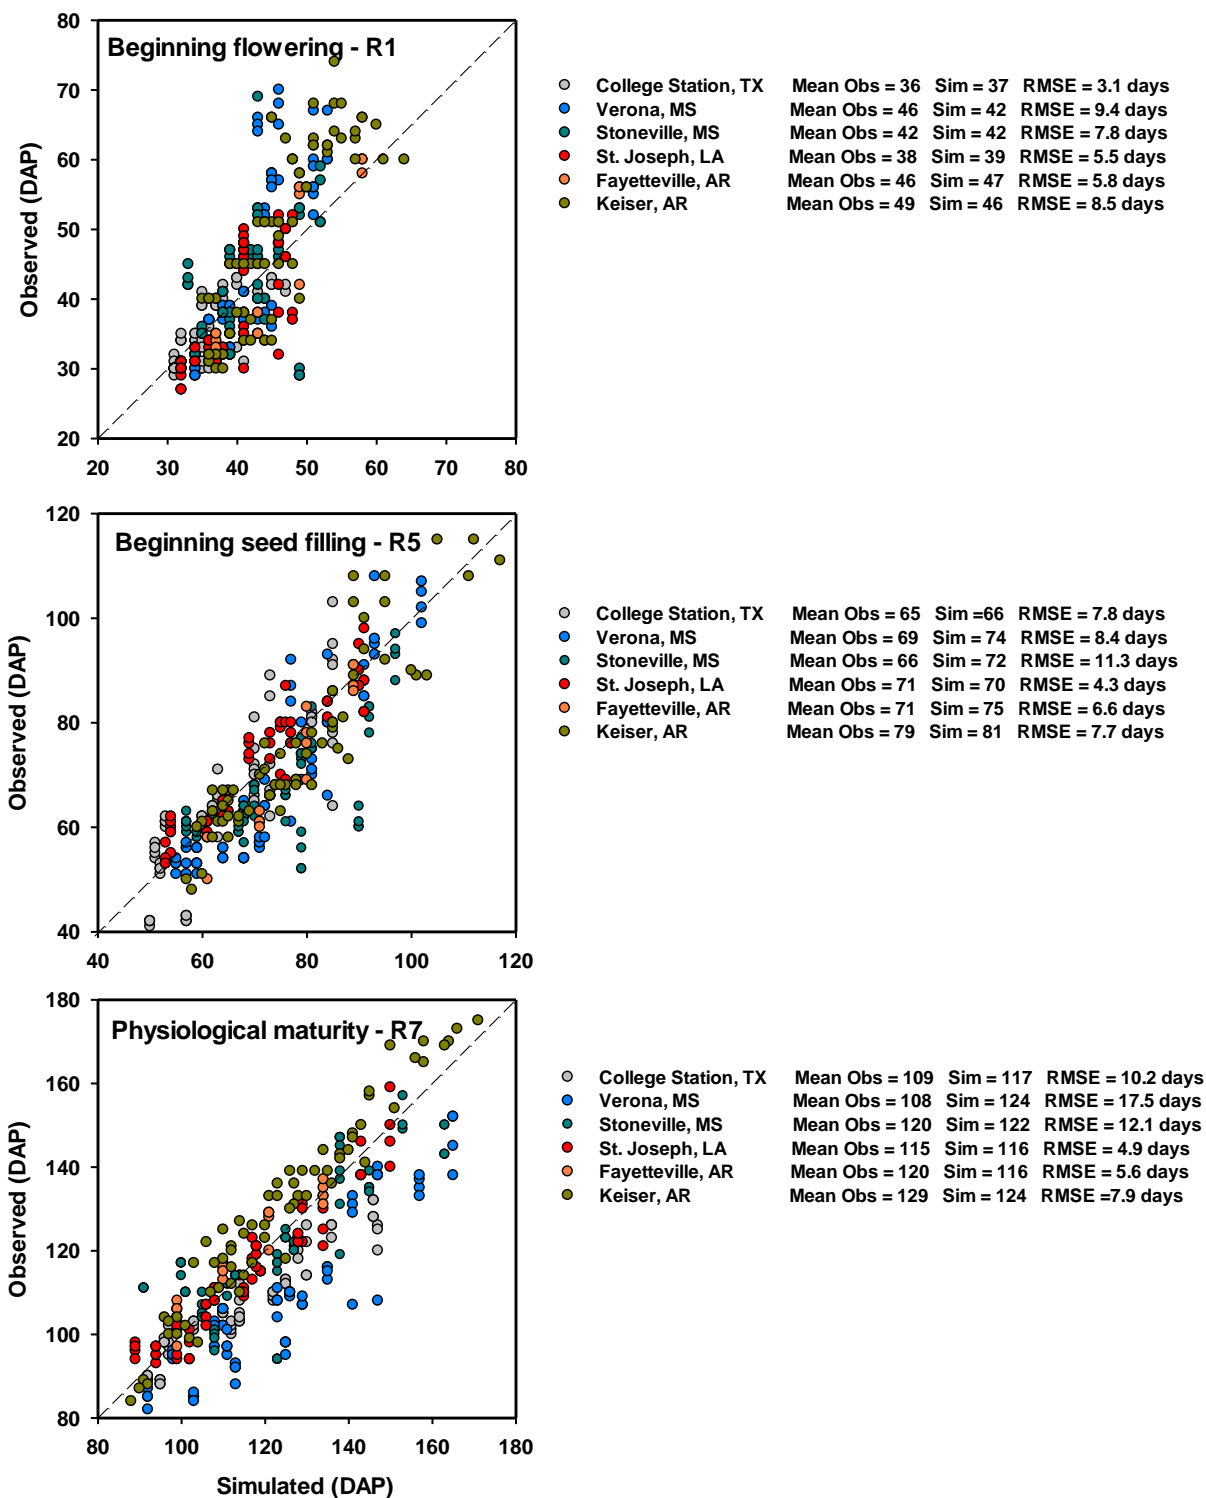 80
Beginning flowering - R1
70
60
50
40
30
20
20 30 40 50 60 70 80
Observed (DAP)
College Station, TX Mean Obs = 36 Sim = 37 RMSE = 3.1 days
Verona, MS Mean Obs = 46 Sim = 42 RMSE = 9.4 days
Stoneville, MS Mean Obs = 42 Sim = 42 RMSE = 7.8 days
St. Joseph, LA Mean Obs = 38 Sim = 39 RMSE = 5.5 days
Fayetteville, AR Mean Obs = 46 Sim = 47 RMSE = 5.8 days
Keiser, AR Mean Obs = 49 Sim = 46 RMSE = 8.5 days
120
Beginning seed filling - R5
100
80
60
40
40 60 80 100 120
Observed (DAP)
College Station, TX Mean Obs = 65 Sim =66 RMSE = 7.8 days
Verona, MS Mean Obs = 69 Sim = 74 RMSE = 8.4 days
Stoneville, MS Mean Obs = 66 Sim = 72 RMSE = 11.3 days
St. Joseph, LA Mean Obs = 71 Sim = 70 RMSE = 4.3 days
Fayetteville, AR Mean Obs = 71 Sim = 75 RMSE = 6.6 days
Keiser, AR Mean Obs = 79 Sim = 81 RMSE = 7.7 days
180
Physiological maturity - R7
160
140
120
100
80
80 100 120 140 160 180
Observed (DAP)
Simulated (DAP)
College Station, TX Mean Obs = 109 Sim = 117 RMSE = 10.2 days
Verona, MS Mean Obs = 108 Sim = 124 RMSE = 17.5 days
Stoneville, MS Mean Obs = 120 Sim = 122 RMSE = 12.1 days
St. Joseph, LA Mean Obs = 115 Sim = 116 RMSE = 4.9 days
Fayetteville, AR Mean Obs = 120 Sim = 116 RMSE = 5.6 days
Keiser, AR Mean Obs = 129 Sim = 124 RMSE =7.9 days